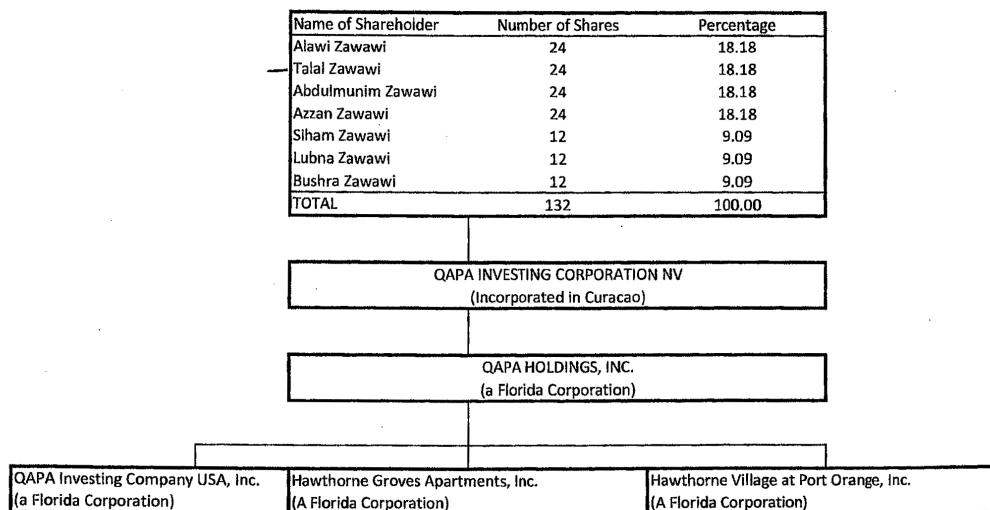 Name of Shareholder Number of Shares Percentage
Alawi Zawawi 24 18.18
Talal Zawawi 24 18.18
Abdulmunim Zawawi 24 18.18
Azzan Zawawi 24 18.18
Siham Zawawi 12 9.09
Lubna Zawawi 12 9.09
Bushra Zawawi 12 9.09
TOTAL 132 100.00
QAPA INVESTING CORPORATION NV
(Incorporated in Curacao)
QAPA HOLDINGS, INC.
(a Florida Corporation)
QAPA Investing Company USA, Inc.
(a Florida Corporation)
Hawthorne Groves Apartments, Inc.
(A Florida Corporation)
Hawthorne Village at Port Orange, Inc.
(A Florida Corporation)